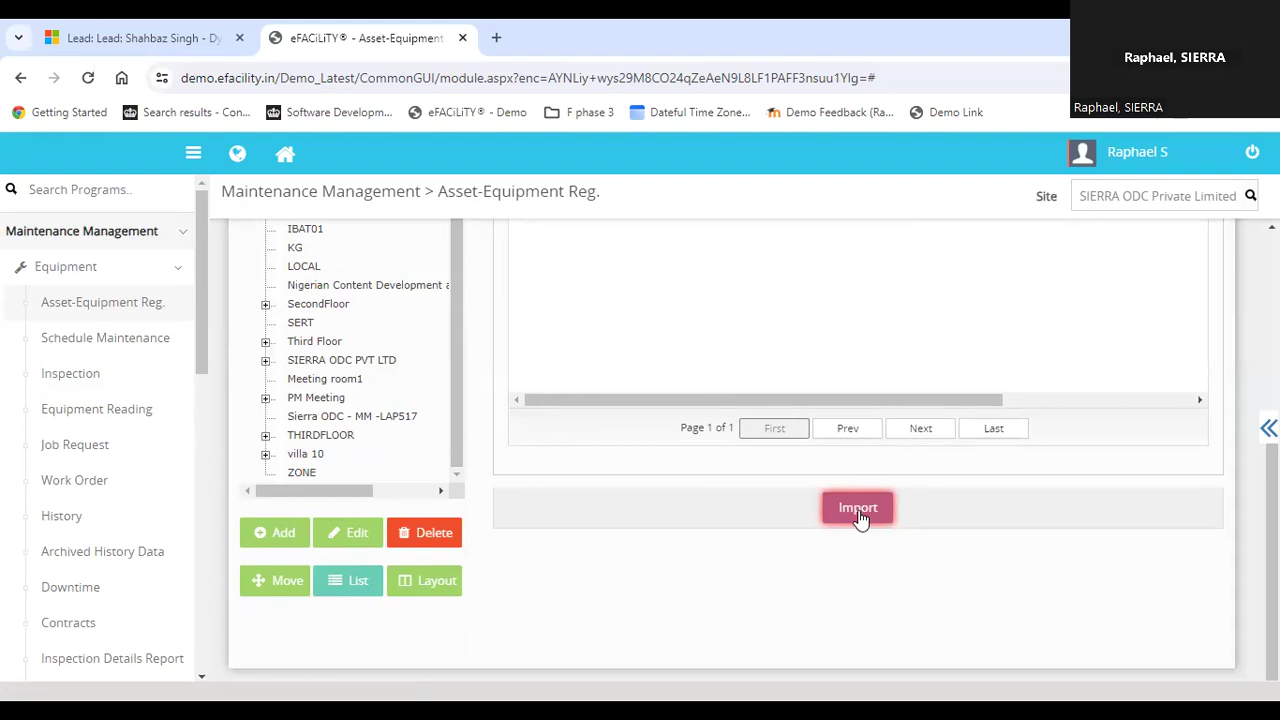 Lead: Lead: Shahbaz Singh - Dy
eFACiLiTY® - Asset-Equipment
Raphael, SIERRA
demo.efacility.in/Demo_Latest/CommonGUI/module.aspx?enc=AYNLiy+wys29M8CO24qZeAeN9L8LF1PAFF3nsuu1YIg=#
Raphael, SIERRA
Getting Started
Search results - Con...
Software Developm...
eFACiLiTY® - Demo
F phase 3
Dateful Time Zone...
Demo Feedback (Ra...
Demo Link
Raphael S
Search Programs..
Maintenance Management > Asset-Equipment Reg.
Site
SIERRA ODC Private Limited
Maintenance Management
Equipment
Asset-Equipment Reg.
Schedule Maintenance
Inspection
Equipment Reading
Job Request
Work Order
History
Archived History Data
Downtime
Contracts
Inspection Details Report
IBAT01
KG
LOCAL
Nigerian Content Development a
SecondFloor
SERT
Third Floor
SIERRA ODC PVT LTD
Meeting room1
PM Meeting
Sierra ODC - MM -LAP517
THIRDFLOOR
villa 10
ZONE
Add
Edit
Delete
Move
List
Layout
Page 1 of 1
First
Prev
Next
Last
Import